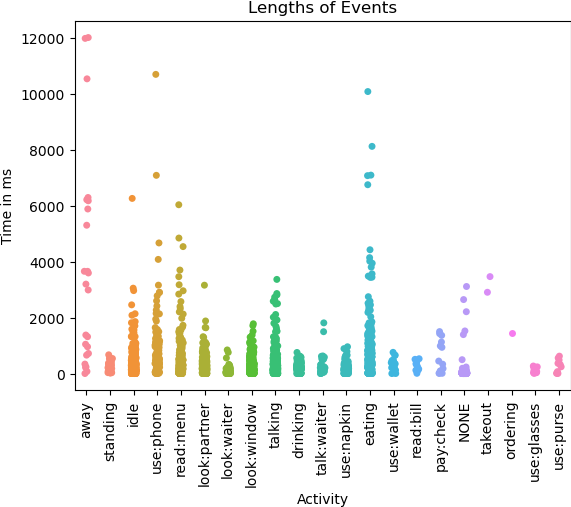 Lengths of Events
12000
10000
8000
6000
4000
2000
0
Time in ms
away
standing
idle
use:phone
read:menu
look:partner
look:waiter
look:window
talking
drinking
talk:waiter
use:napkin
eating
use:wallet
read:bill
pay:check
NONE
takeout
ordering
use:glasses
use:purse
Activity